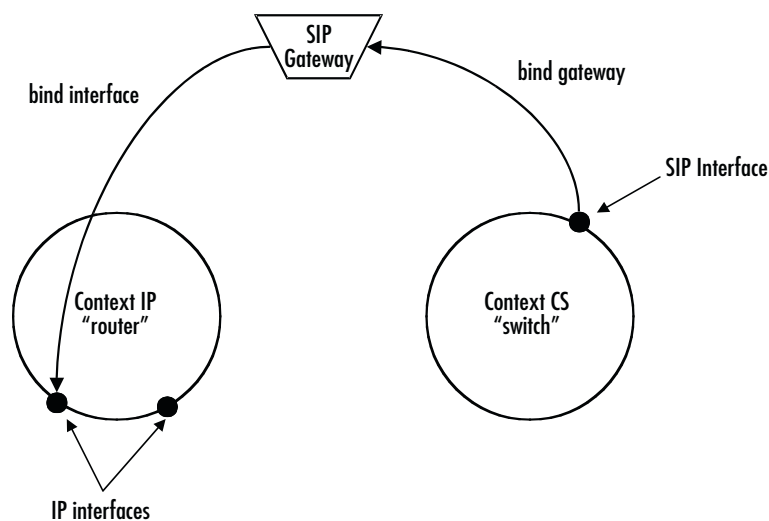 SIP
Gateway
bind interface
bind gateway
SIP Interface
Context IP
“router”
Context CS
“switch”
IP interfaces